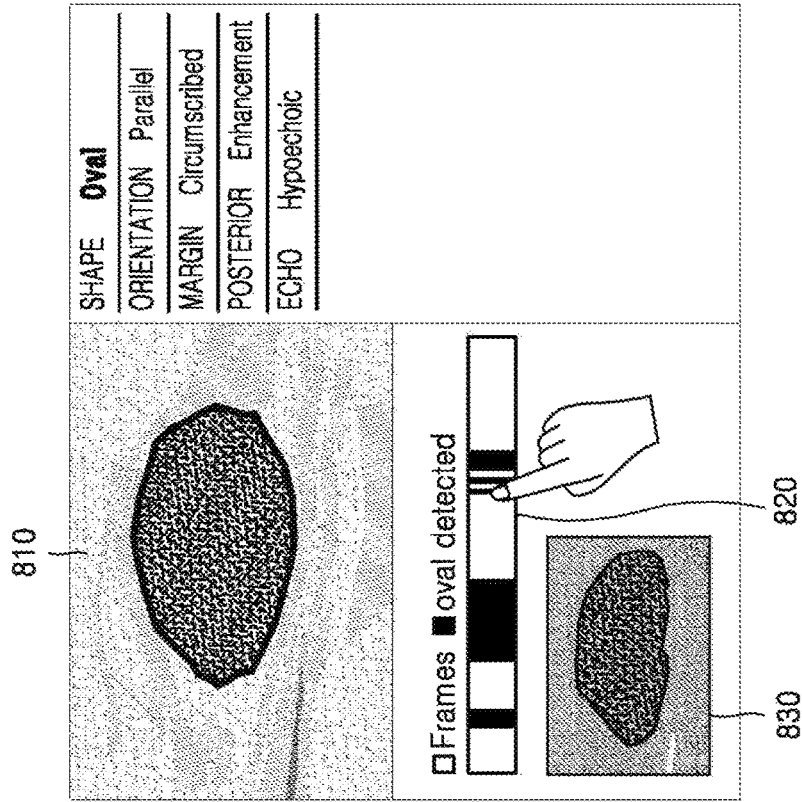 810
SHAPE Oval
ORIENTATION Parallel
MARGIN Circumscribed
POSTERIOR Enhancement
ECHO Hypoechoic
Frames oval detected
820
830